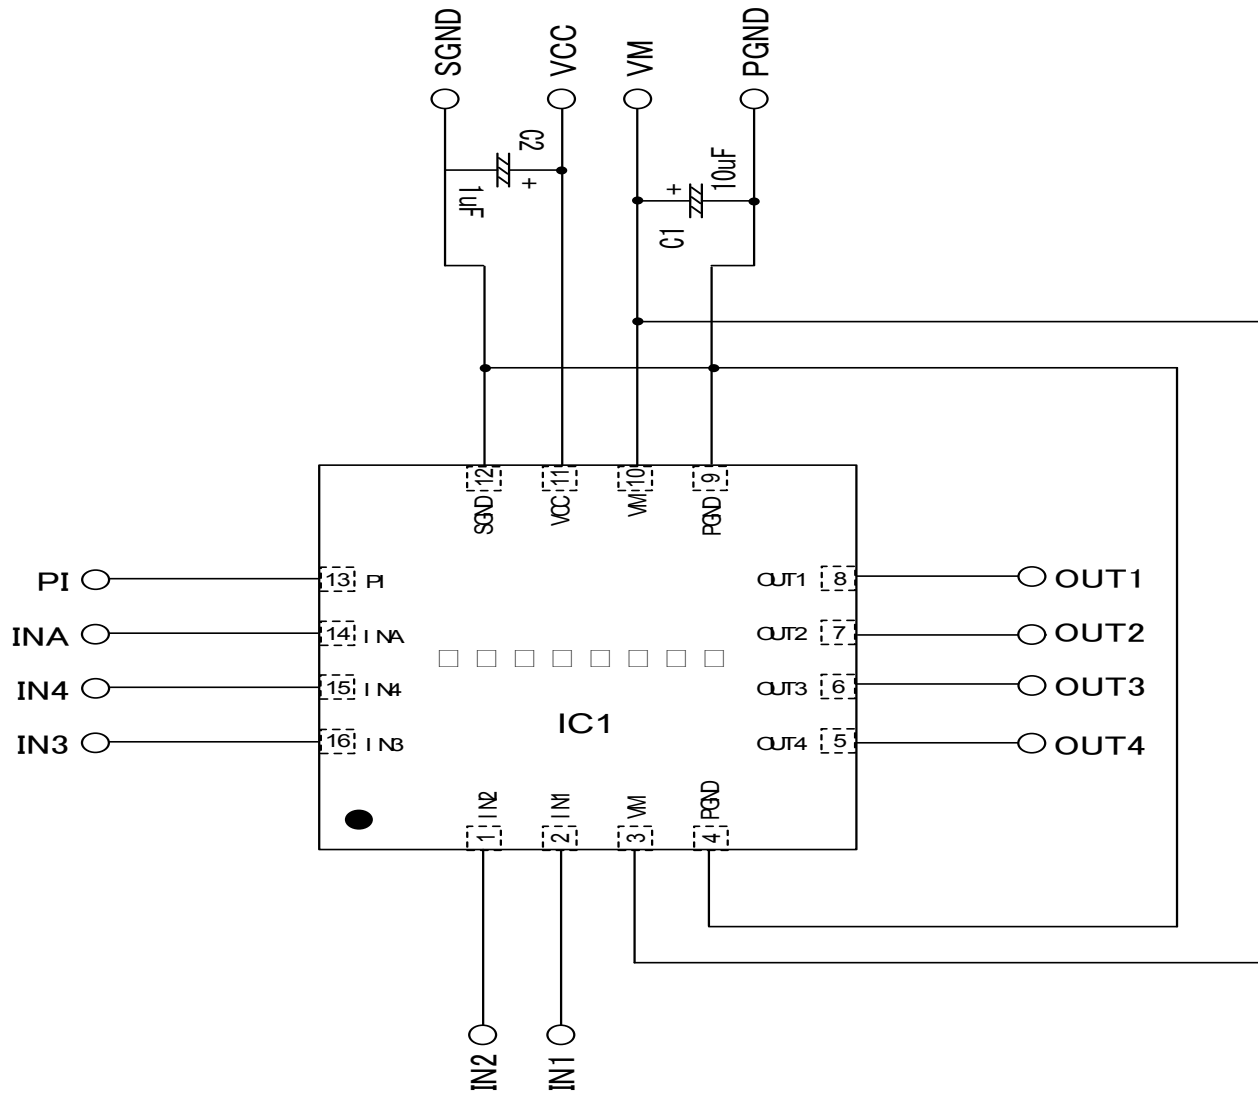 SGND
VCC
VM
PGND
C2
+
1uF
+
10uF
C1
12
11
10
9
SGND
VCC
VM
PGND
PI
13
PI
OUT1
8
OUT1
INA
14
INA
OUT2
7
OUT2
IN4
15
IN4
OUT3
6
OUT3
IN3
16
IN3
OUT4
5
OUT4
IC1
IN2
IN1
VM
PGND
1
2
3
4
IN2
IN1